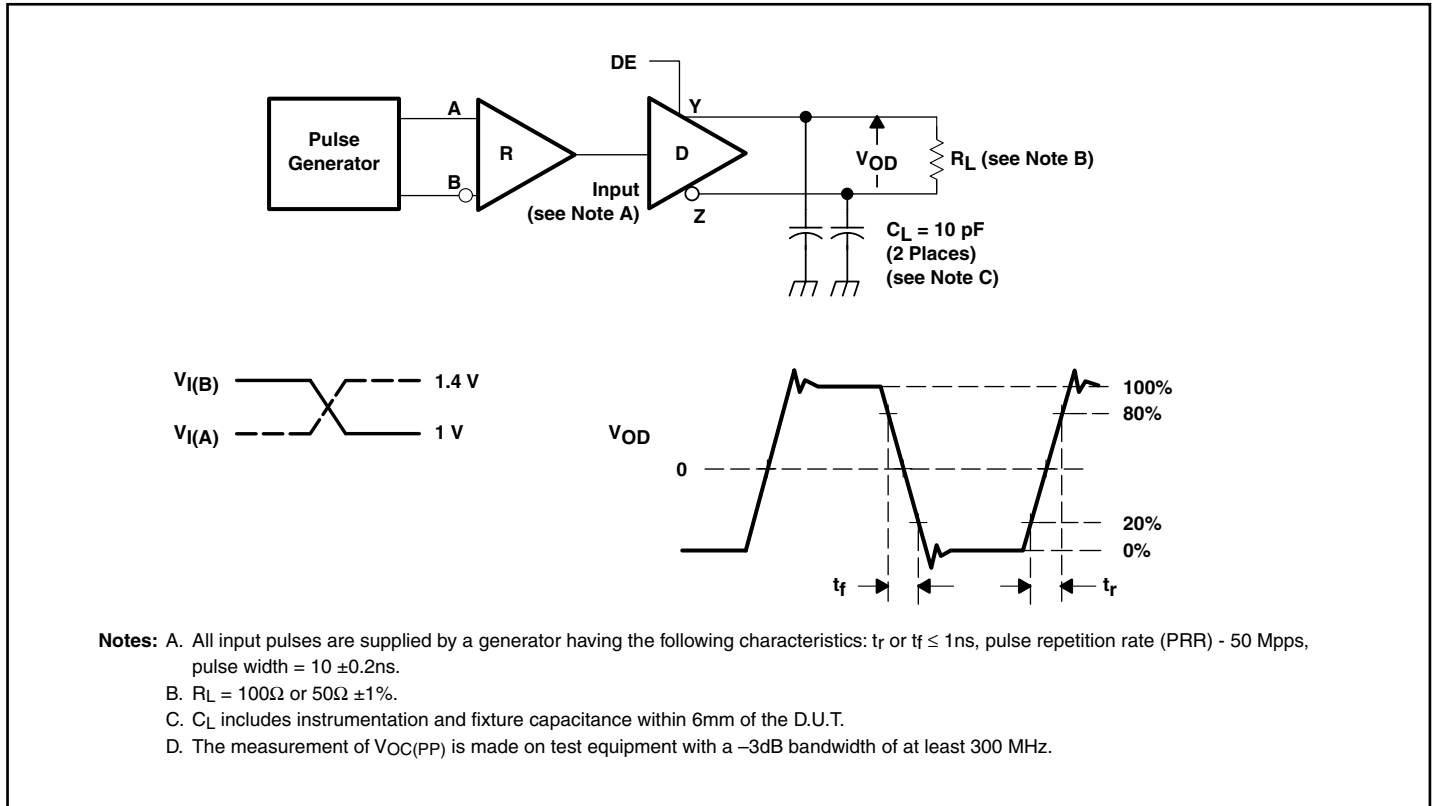 DE
Pulse
Generator
A
B
R
D
Y
Z
Input
(see Note A)
VOD
RL (see Note B)
CL = 10 pF
(2 Places)
(see Note C)
VI(B)
1.4 V
VI(A)
1 V
VOD
0
100%
80%
20%
0%
tf
tr
Notes: A. All input pulses are supplied by a generator having the following characteristics: tr or tf ≤ 1ns, pulse repetition rate (PRR) - 50 Mpps,
pulse width = 10 ±0.2ns.
B. RL = 100Ω or 50Ω ±1%.
C. CL includes instrumentation and fixture capacitance within 6mm of the D.U.T.
D. The measurement of VOC(PP) is made on test equipment with a –3dB bandwidth of at least 300 MHz.